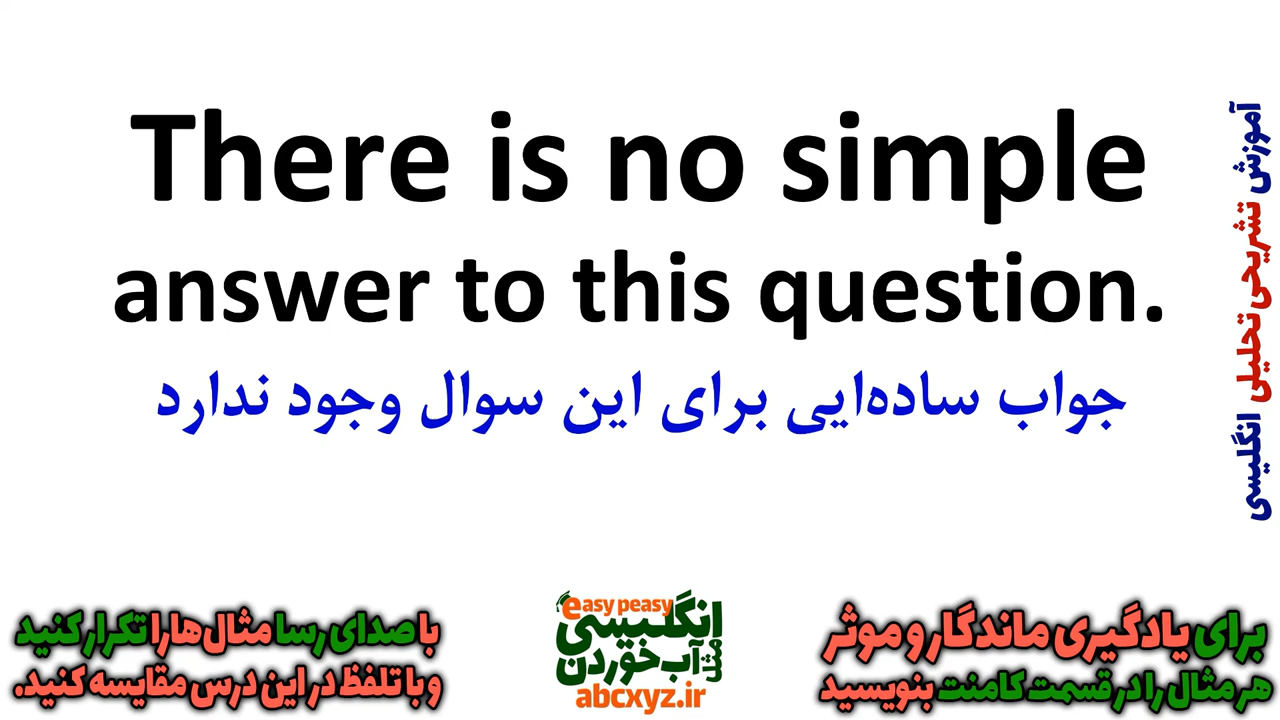 There is no simple
answer to this question.
جواب ساده‌ایی برای این سوال وجود ندارد
آموزش تشریحی تحلیلی انگلیسی
برای یادگیری ماندگار و موثر
هر مثال را در قسمت کامنت بنویسید
easy peasy
انگلیسی
مثل آب خوردن
abcxyz.ir
با صدای رسا مثال‌ها را تکرار کنید
و با تلفظ در این درس مقایسه کنید.